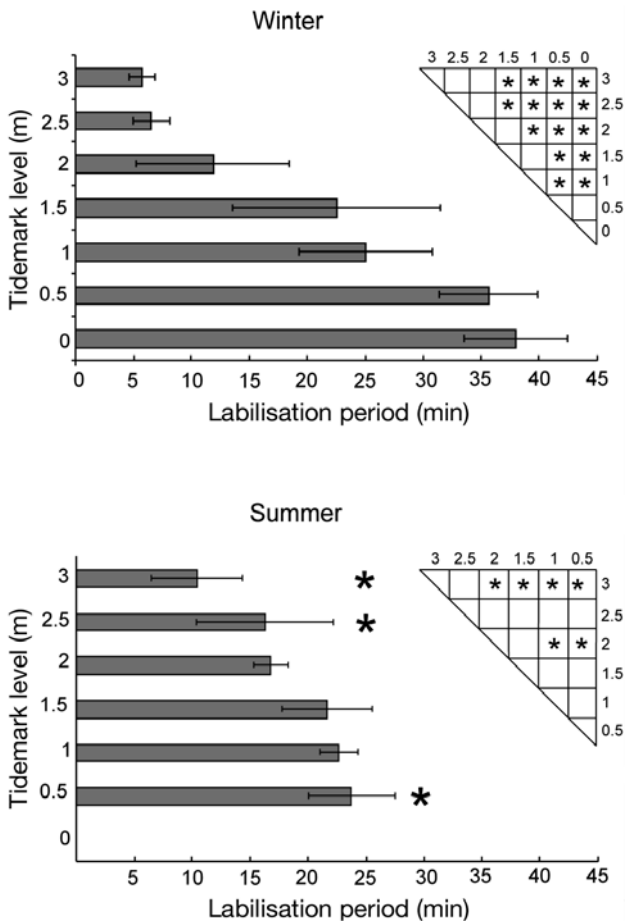 Winter
3 2.5 2 1.5 1 0.5 0
* * * * 3
* * * * 2.5
* * * 2
* * 1.5
* * 1
0.5
0
Tidemark level (m)
3
2.5
2
1.5
1
0.5
0
0 5 10 15 20 25 30 35 40 45
Labilisation period (min)
Summer
3 2.5 2 1.5 1 0.5
* * * * 3
2.5
* * 2
1.5
1
0.5
Tidemark level (m)
3 *
2.5 *
2
1.5
1
0.5 *
0
5 10 15 20 25 30 35 40 45
Labilisation period (min)